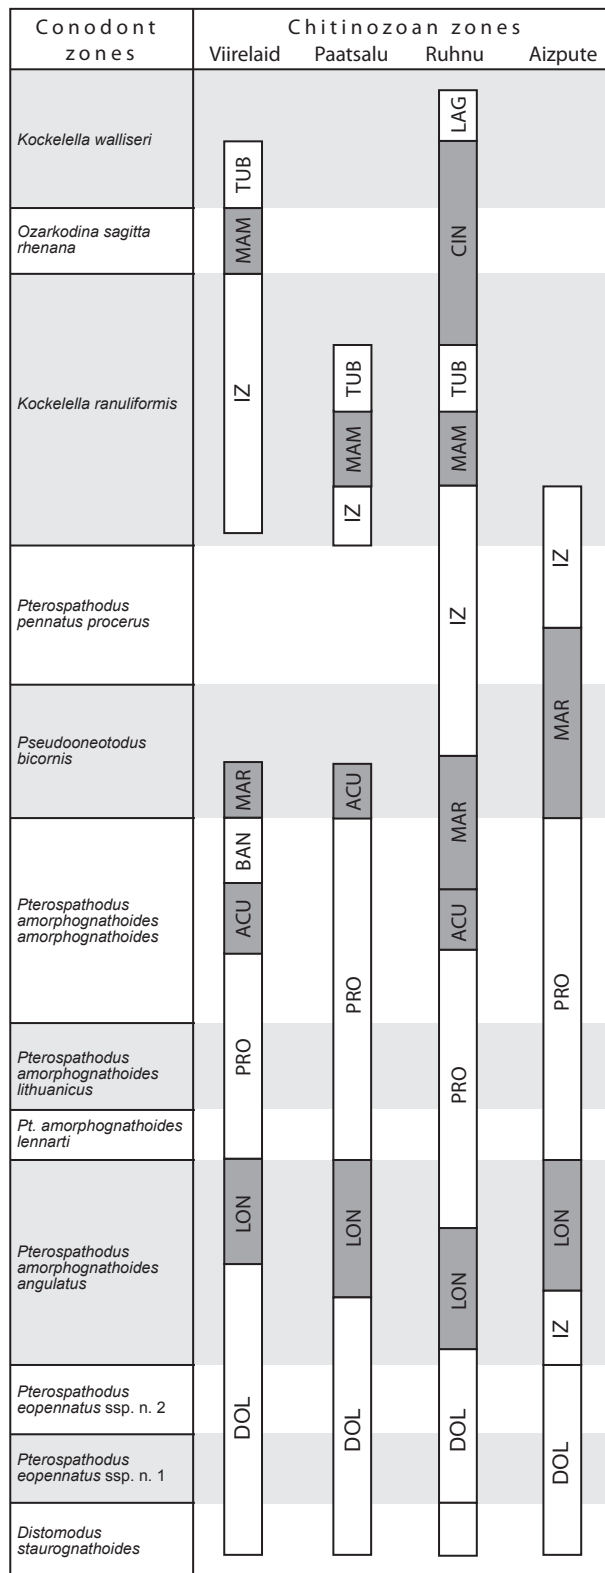 Conodont zones
Chitinozoan zones
Viirelaid Paatsalu Ruhnu Aizpute
Kockelella walliseri
Ozarkodina sagitta
rhenana
Kockelella ranuliformis
Pterospathodus
pennatus procerus
Pseudooneotodus
bicornis
Pterospathodus
amorphognathoides
amorphognathoides
Pterospathodus
amorphognathoides
lithuanicus
Pt. amorphognathoides
lennarti
Pterospathodus
amorphognathoides
angulatus
Pterospathodus
eopennatus ssp. n. 2
Pterospathodus
eopennatus ssp. n. 1
Distomodus
staurognathoides
TUB
MAM
IZ
MAR
BAN
ACU
PRO
LON
DOL
TUB
MAM
IZ
ACU
PRO
LON
DOL
LAG
CIN
TUB
MAM
IZ
MAR
ACU
PRO
LON
DOL
IZ
MAR
PRO
LON
IZ
DOL